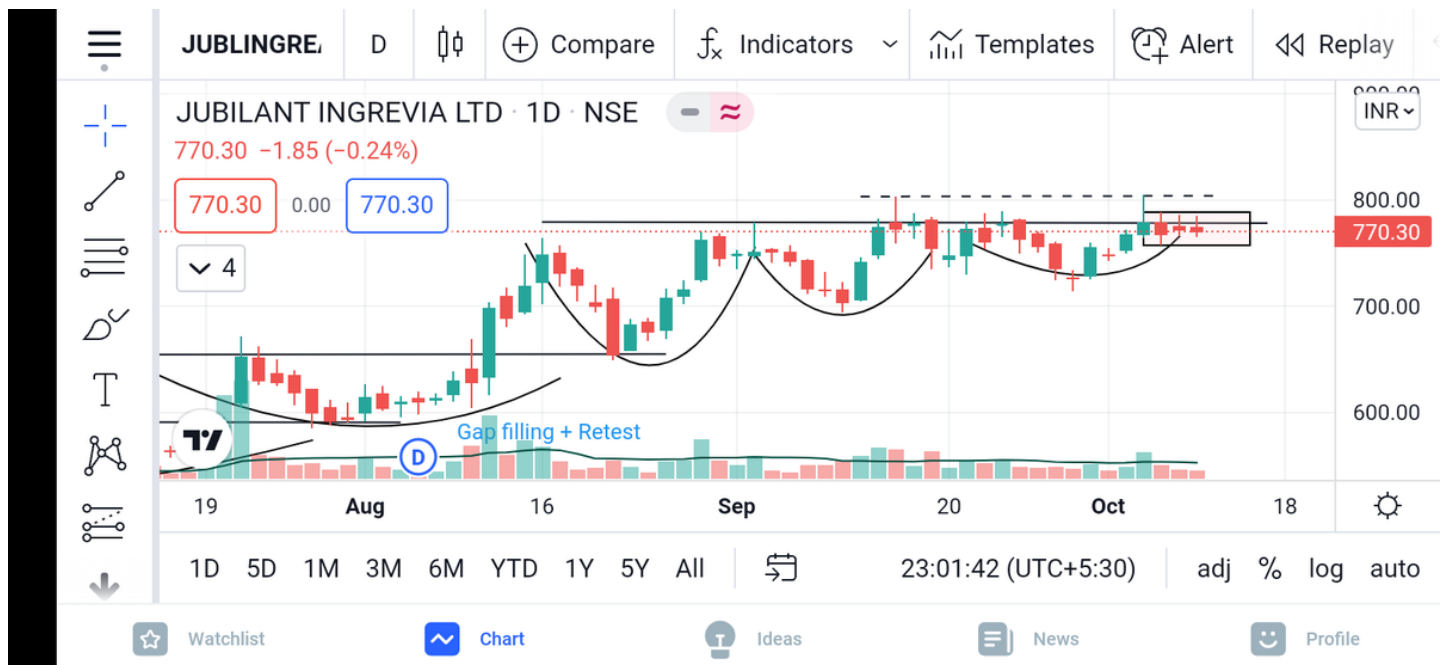 JUBLINGRE
D
Compare
Indicators
Templates
Alert
Replay
JUBILANT INGREVIA LTD · 1D · NSE
770.30 −1.85 (−0.24%)
770.30 0.00 770.30
4
INR
800.00
770.30
700.00
600.00
Gap filling + Retest
D
19 Aug 16 Sep 20 Oct 18
1D 5D 1M 3M 6M YTD 1Y 5Y All
23:01:42 (UTC+5:30) adj % log auto
Watchlist Chart Ideas News Profile